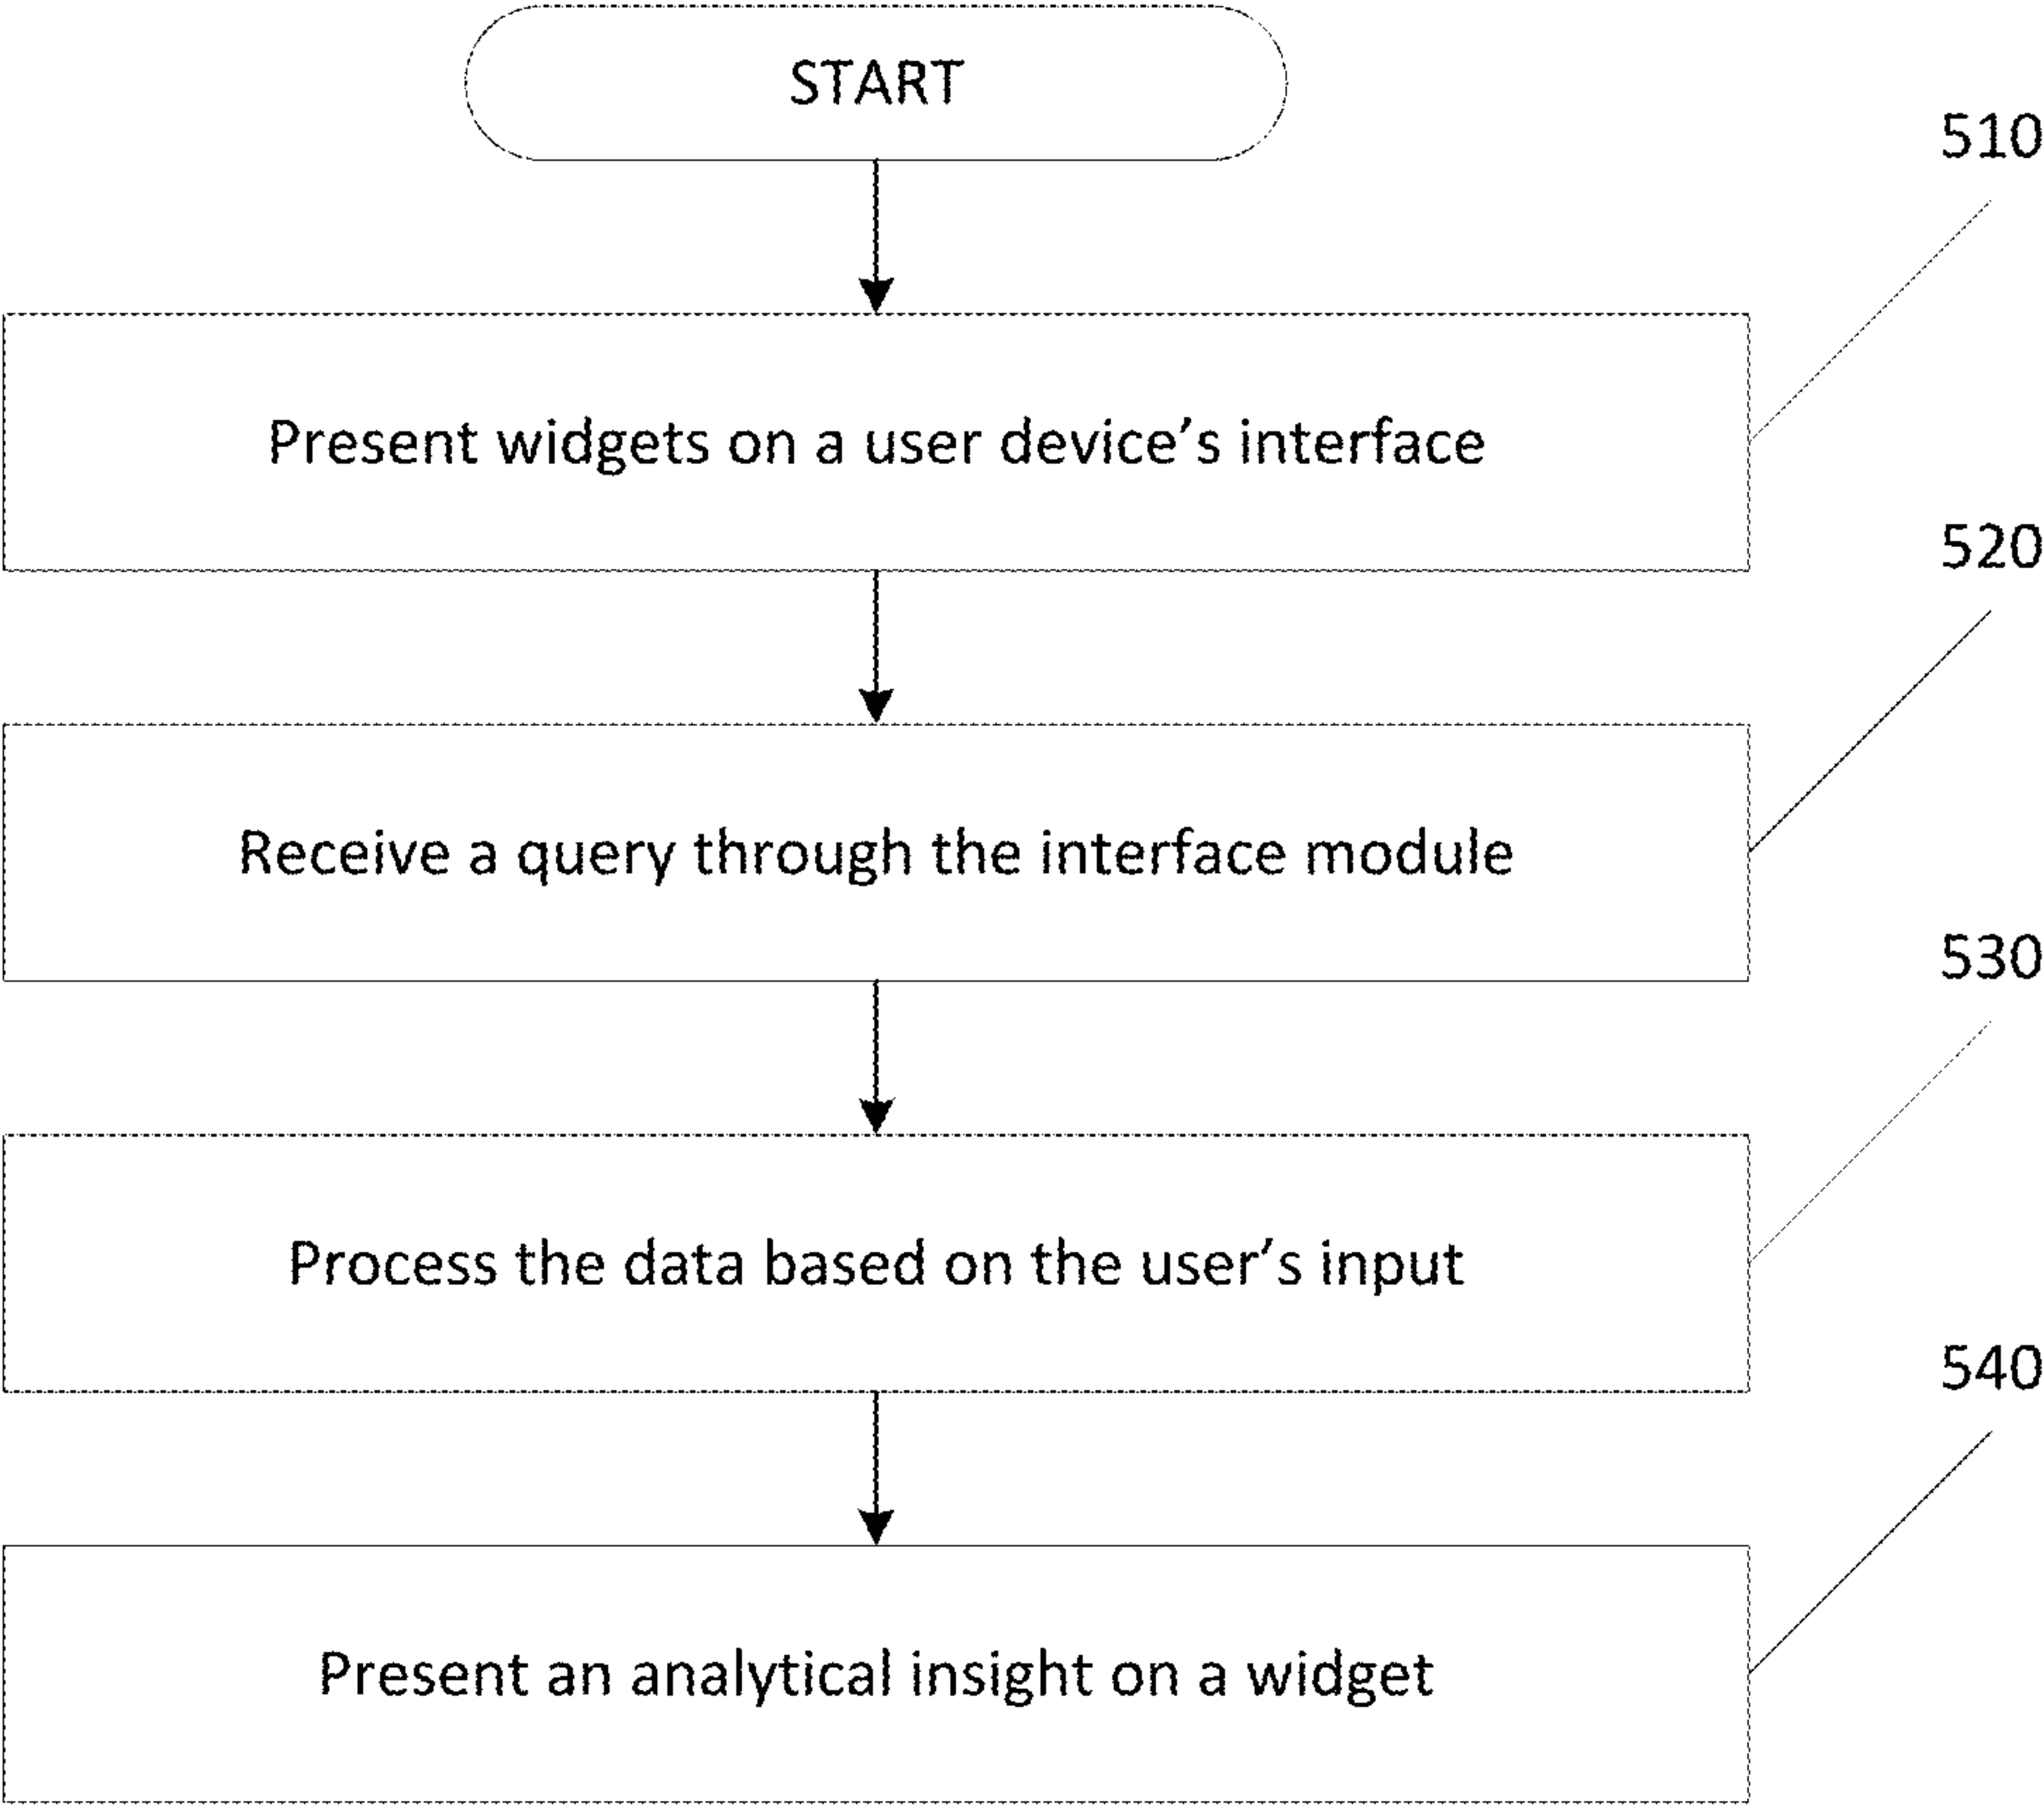 START
510
Present widgets on a user device’s interface
520
Receive a query through the interface module
530
Process the data based on the user’s input
540
Present an analytical insight on a widget